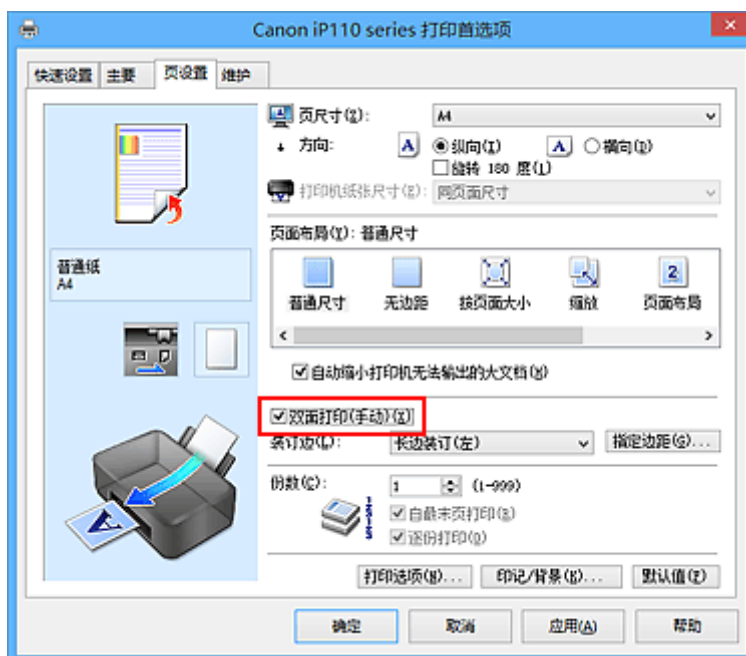 Canon iP110 series 打印首选项
快速设置 主要 页设置 维护
页尺寸(Z): A4
方向: A 纵向(I) A 横向(D)
旋转 180 度(L)
打印机纸张尺寸(E): 同页面尺寸
页面布局(Y): 普通尺寸
普通纸
A4
普通尺寸 无边距 按页面大小 缩放 页面布局
自动缩小打印机无法输出的大文档(X)
双面打印(手动)(X)
装订边(L): 长边装订(左) 指定边距(G)...
份数(C): 1 (1-999)
自最末页打印(S)
逐份打印(O)
打印选项(N)... 印记/背景(K)... 默认值(F)
确定 取消 应用(A) 帮助